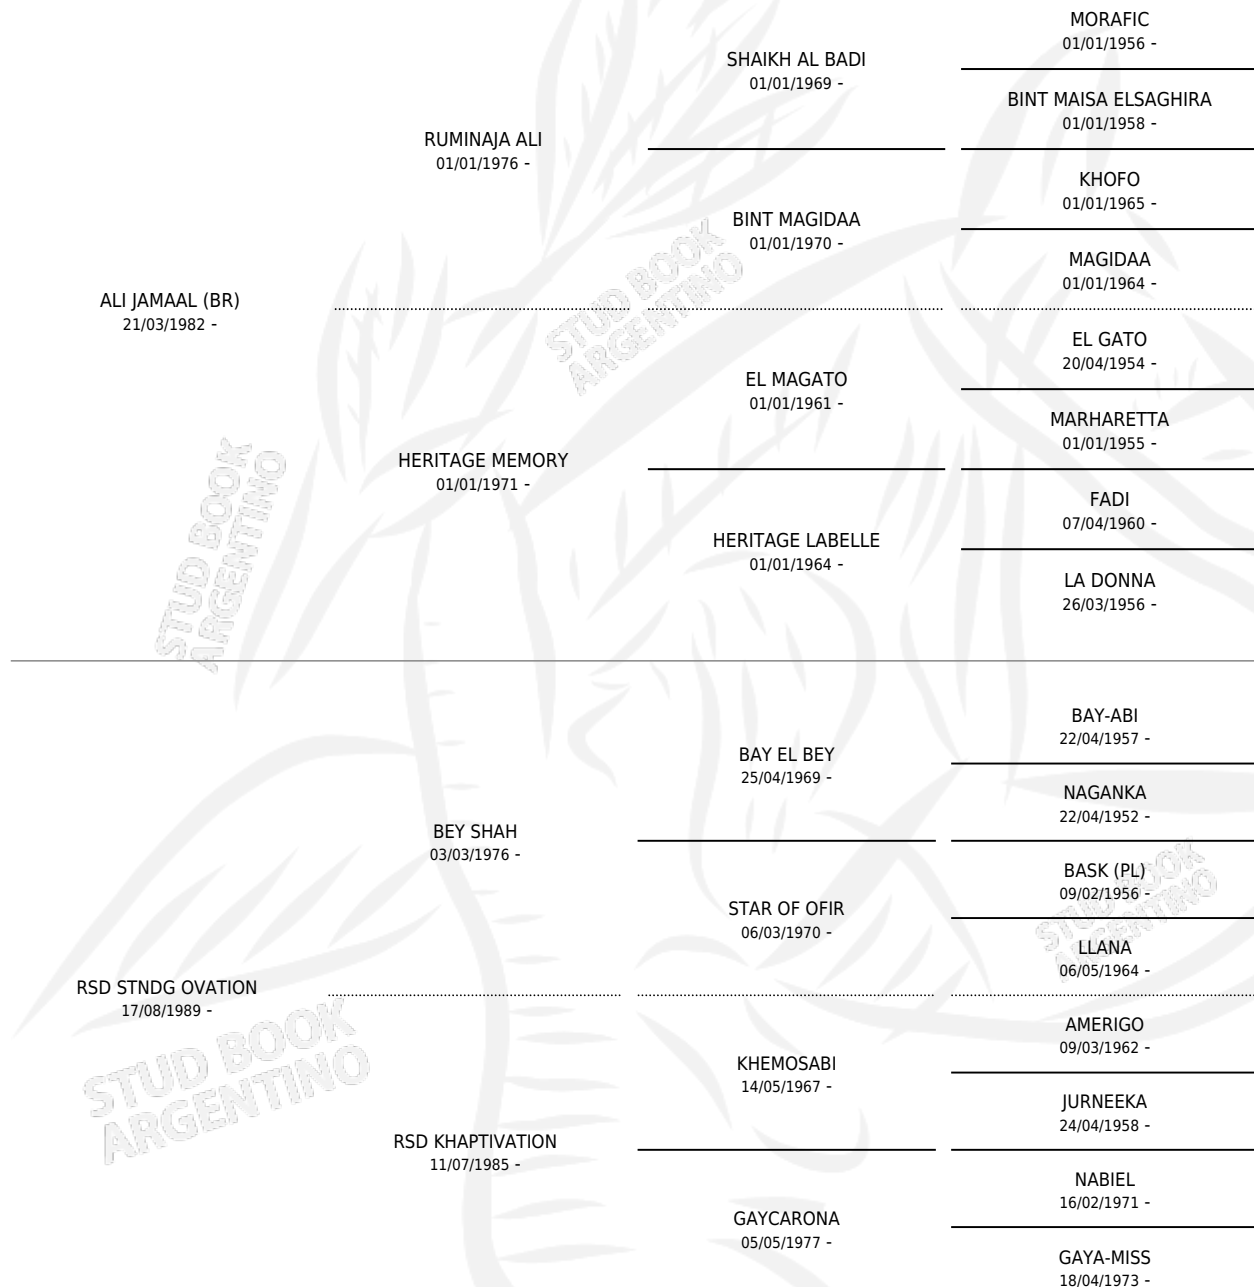 MORAFIC
01/01/1956 -
SHAIKH AL BADI
01/01/1969 -
BINT MAISA ELSAGHIRA
01/01/1958 -
RUMINAJA ALI
01/01/1976 -
KHOFO
01/01/1965 -
BINT MAGIDAA
01/01/1970 -
MAGIDAA
01/01/1964 -
ALI JAMAAL (BR)
21/03/1982 -
EL GATO
20/04/1954 -
EL MAGATO
01/01/1961 -
MARHARETTA
01/01/1955 -
HERITAGE MEMORY
01/01/1971 -
FADI
07/04/1960 -
HERITAGE LABELLE
01/01/1964 -
LA DONNA
26/03/1956 -
BAY-ABI
22/04/1957 -
BAY EL BEY
25/04/1969 -
NAGANKA
22/04/1952 -
BEY SHAH
03/03/1976 -
BASK (PL)
09/02/1956 -
STAR OF OFIR
06/03/1970 -
LLANA
06/05/1964 -
RSD STNDG OVATION
17/08/1989 -
AMERIGO
09/03/1962 -
KHEMOSABI
14/05/1967 -
JURNEEKA
24/04/1958 -
RSD KHAPTIVATION
11/07/1985 -
NABIEL
16/02/1971 -
GAYCARONA
05/05/1977 -
GAYA-MISS
18/04/1973 -
STUD BOOK
ARGENTINO
STUD BOOK
ARGENTINO
STUD BOOK
ARGENTINO
STUD BOOK
ARGENTINO